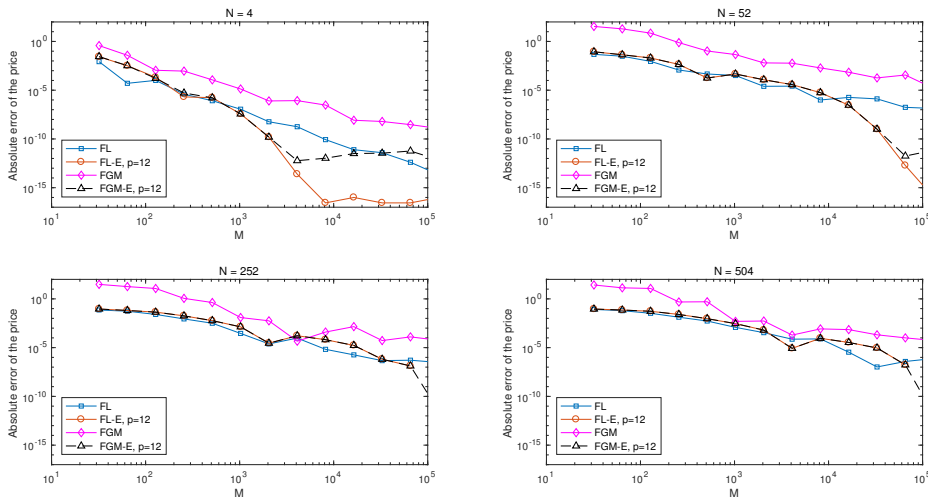 N = 4
Absolute error of the price
10^0
10^-5
10^-10
10^-15
FL
FL-E, p=12
FGM
FGM-E, p=12
10^1
10^2
10^3
10^4
10^5
M
N = 52
Absolute error of the price
10^0
10^-5
10^-10
10^-15
FL
FL-E, p=12
FGM
FGM-E, p=12
10^1
10^2
10^3
10^4
10^5
M
N = 252
Absolute error of the price
10^0
10^-5
10^-10
10^-15
FL
FL-E, p=12
FGM
FGM-E, p=12
10^1
10^2
10^3
10^4
10^5
M
N = 504
Absolute error of the price
10^0
10^-5
10^-10
10^-15
FL
FL-E, p=12
FGM
FGM-E, p=12
10^1
10^2
10^3
10^4
10^5
M